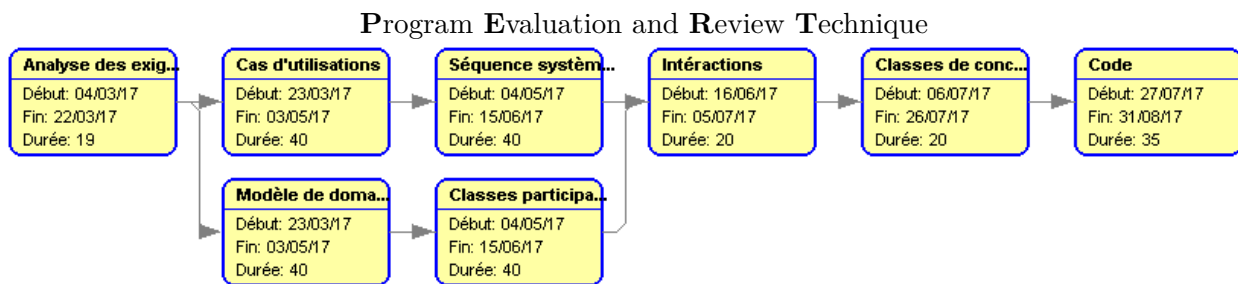 Program Evaluation and Review Technique
Analyse des exig...
Début: 04/03/17
Fin: 22/03/17
Durée: 19
Cas d'utilisations
Début: 23/03/17
Fin: 03/05/17
Durée: 40
Séquence systèm...
Début: 04/05/17
Fin: 15/06/17
Durée: 40
Intéractions
Début: 16/06/17
Fin: 05/07/17
Durée: 20
Classes de conc...
Début: 06/07/17
Fin: 26/07/17
Durée: 20
Code
Début: 27/07/17
Fin: 31/08/17
Durée: 35
Modèle de doma...
Début: 23/03/17
Fin: 03/05/17
Durée: 40
Classes participa...
Début: 04/05/17
Fin: 15/06/17
Durée: 40